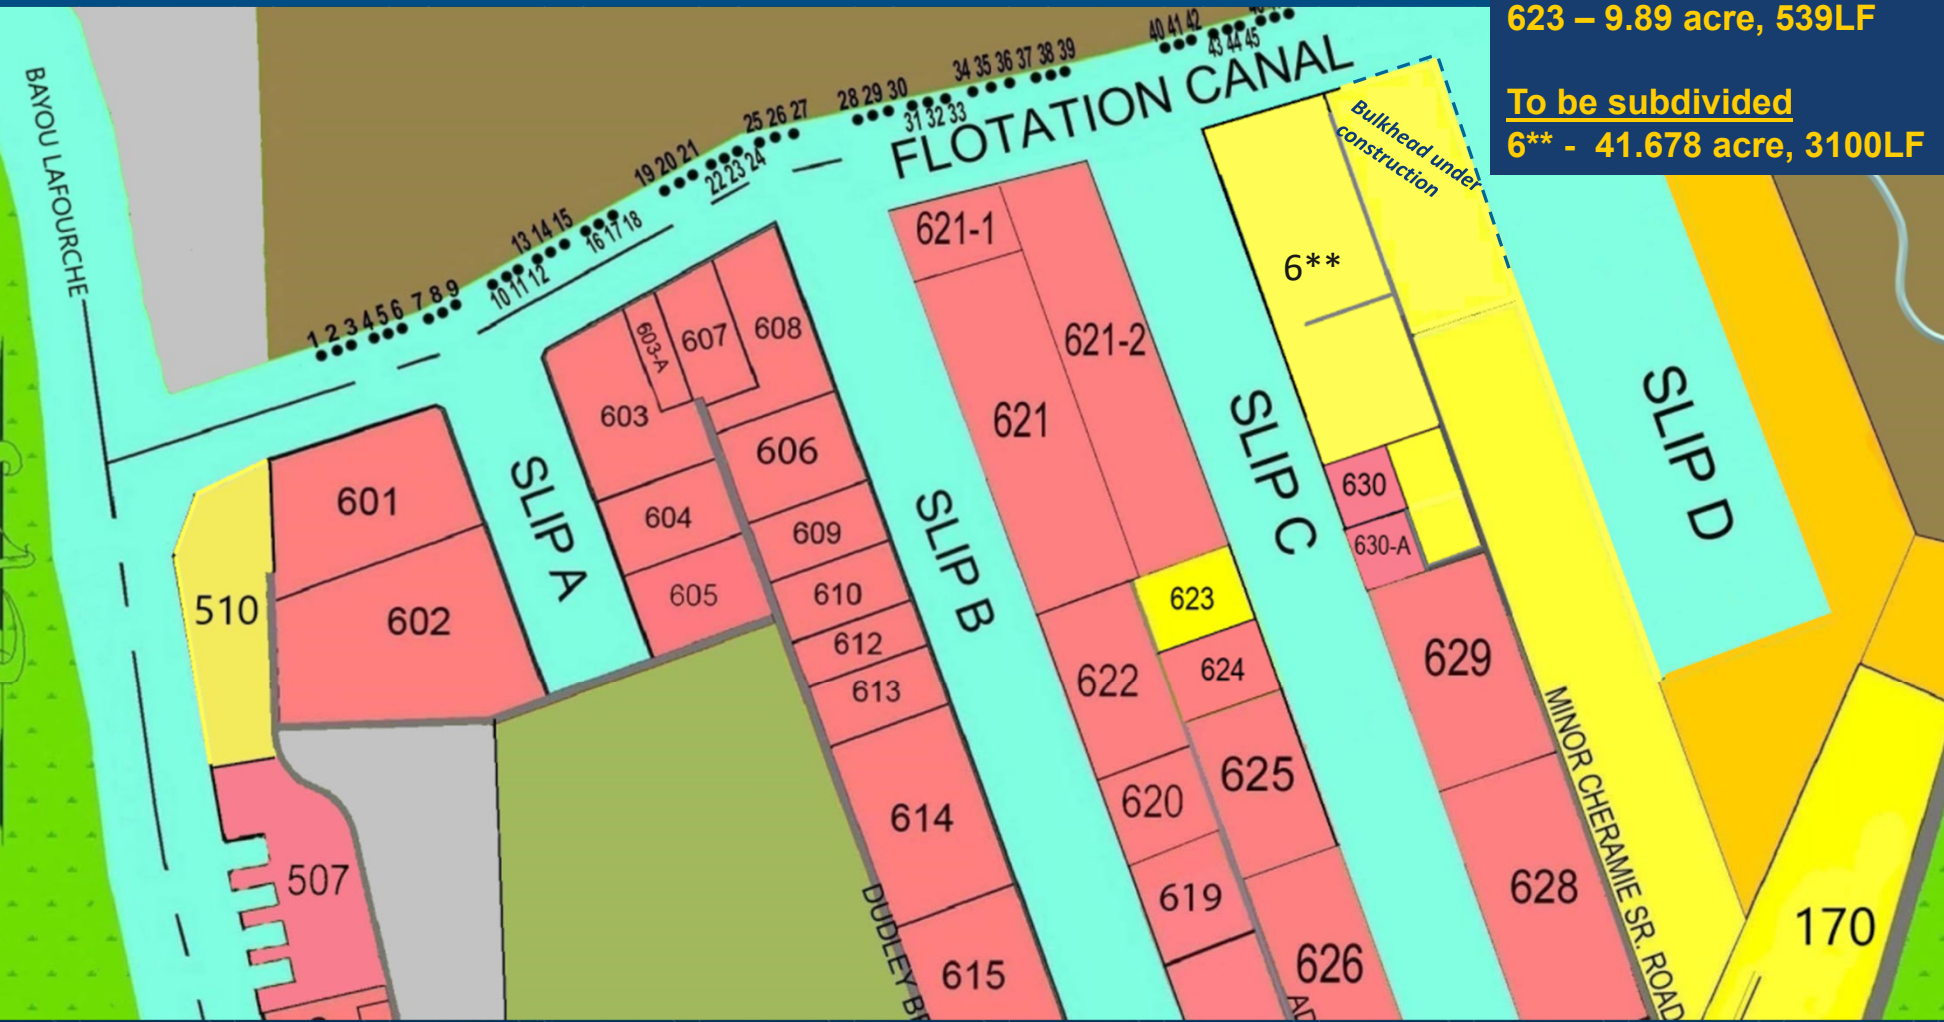 623 – 9.89 acre, 539LF
To be subdivided
6** - 41.678 acre, 3100LF
BAYOU LAFOURCHE
FLOTATION CANAL
Bulkhead under
construction
1 2 3 4 5 6 7 8 9
10 11 12
13 14 15
16 17 18
19 20 21
22 23 24
25 26 27
28 29 30
31 32 33
34 35 36 37 38 39
40 41 42
43 44 45
621-1
6**
621-2
621
603-A
607
608
603
606
604
609
605
610
612
613
614
615
601
602
510
507
SLIP A
SLIP B
SLIP C
SLIP D
630
630-A
623
624
622
625
620
619
626
629
628
170
MINOR CHERAMIE SR. ROAD
DUDLEY